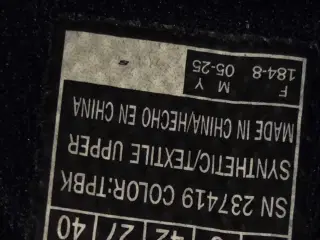 42 27 40
SN 237419 COLOR:TPBK
SYNTHETIC/TEXTILE UPPER
MADE IN CHINA/HECHO EN CHINA
F M Y
184-8 05-25
-